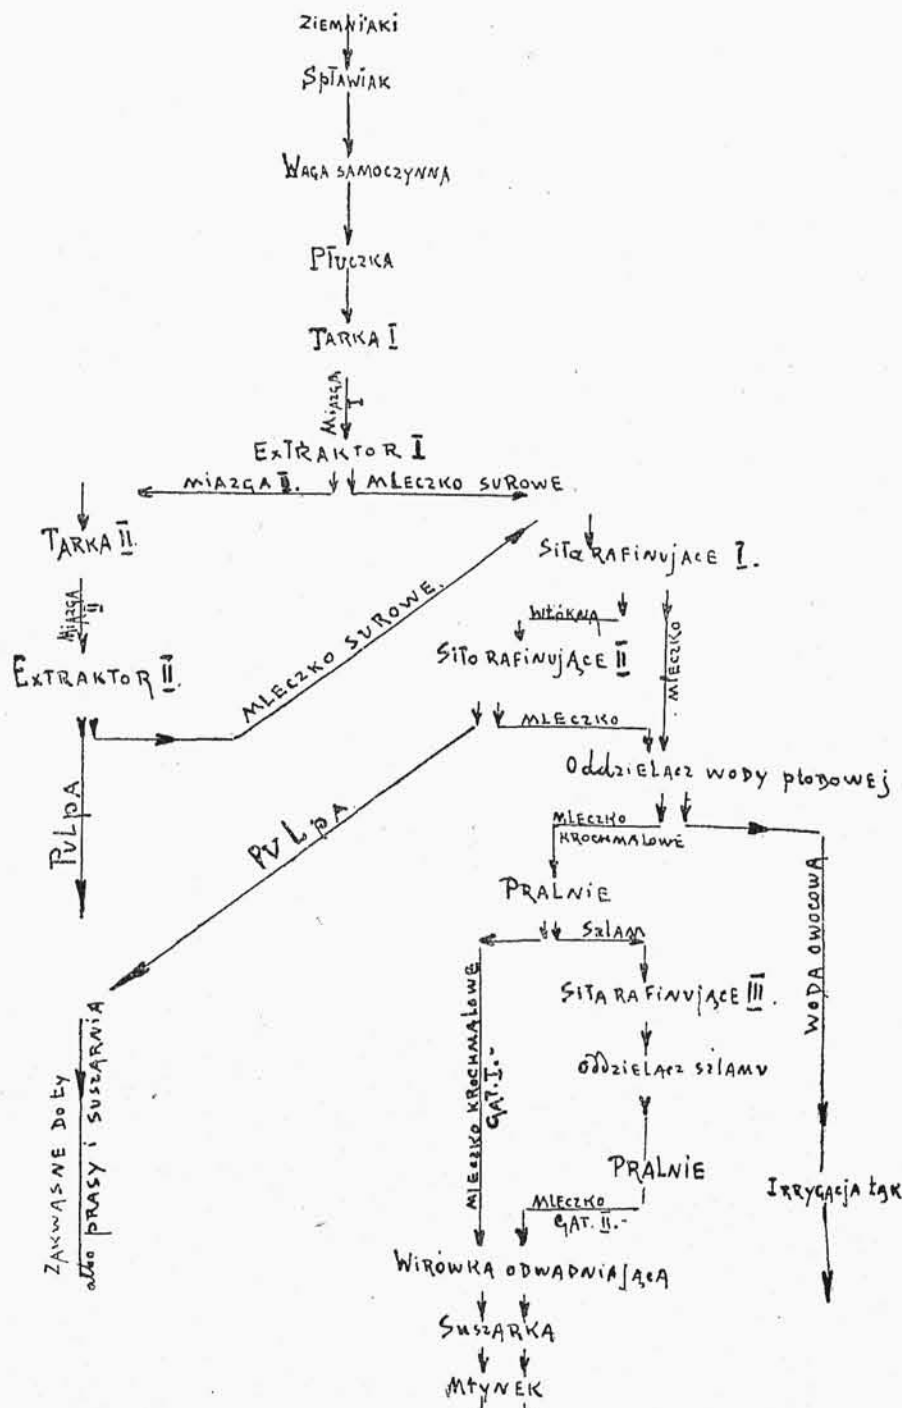 ZIEMNIAKI
SpŁAWIAK
WAGA SAMOCZYNNA
PŁUCZKA
TARKA I
MIAZGA
I
EXTRAKTOR I
MIAZGA II. MLECZKO SUROWE
TARKA II.
SITA RAFINUJACE I.
MIAZGA
II
MLECZKO SUROWE.
WŁÓKNA
MLECZKO
SITO RAFINUJĄCE II
EXTRAKTOR II.
MLECZKO
ODDZIELACZ WODY PŁODOWEJ
PULPA
PULPA
MLECZKO
KROCHMALOWE
PRALNIE
WODA OWOCOWA
SZLAM
SITA RAFINUJĄCE III.
MLECZKO KROCHMALOWE
GAT. I.-
ODDZIELACZ SZLAMU
ZAKWASNE DOŁY
albo PRASY i SUSZARNIA
PRALNIE
IRRYGACJA ŁĄK
MLECZKO
GAT. II.-
WIRÓWKA ODWADNIAJĄCA
SUSZARKA
MŁYNEK